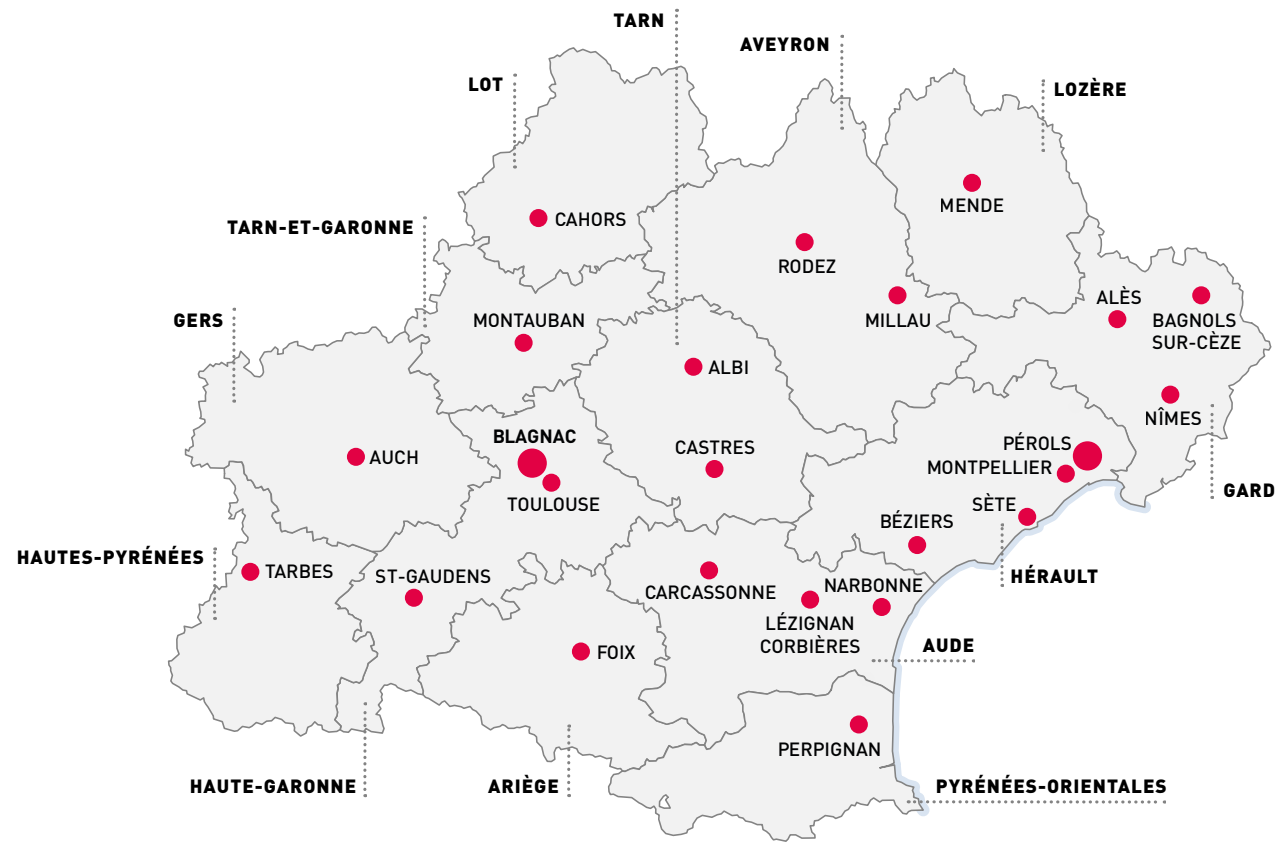 TARN
AVEYRON
LOT
LOZÈRE
MENDE
CAHORS
TARN-ET-GARONNE
RODEZ
ALÈS
GERS
MONTAUBAN
MILLAU
BAGNOLS
SUR-CÈZE
ALBI
NÎMES
BLAGNAC
PÉROLS
CASTRES
AUCH
MONTPELLIER
GARD
TOULOUSE
SÈTE
BÉZIERS
HAUTES-PYRÉNÉES
TARBES
ST-GAUDENS
HÉRAULT
CARCASSONNE
NARBONNE
LÉZIGNAN
CORBIÈRES
AUDE
FOIX
PERPIGNAN
HAUTE-GARONNE
ARIÈGE
PYRÉNÉES-ORIENTALES